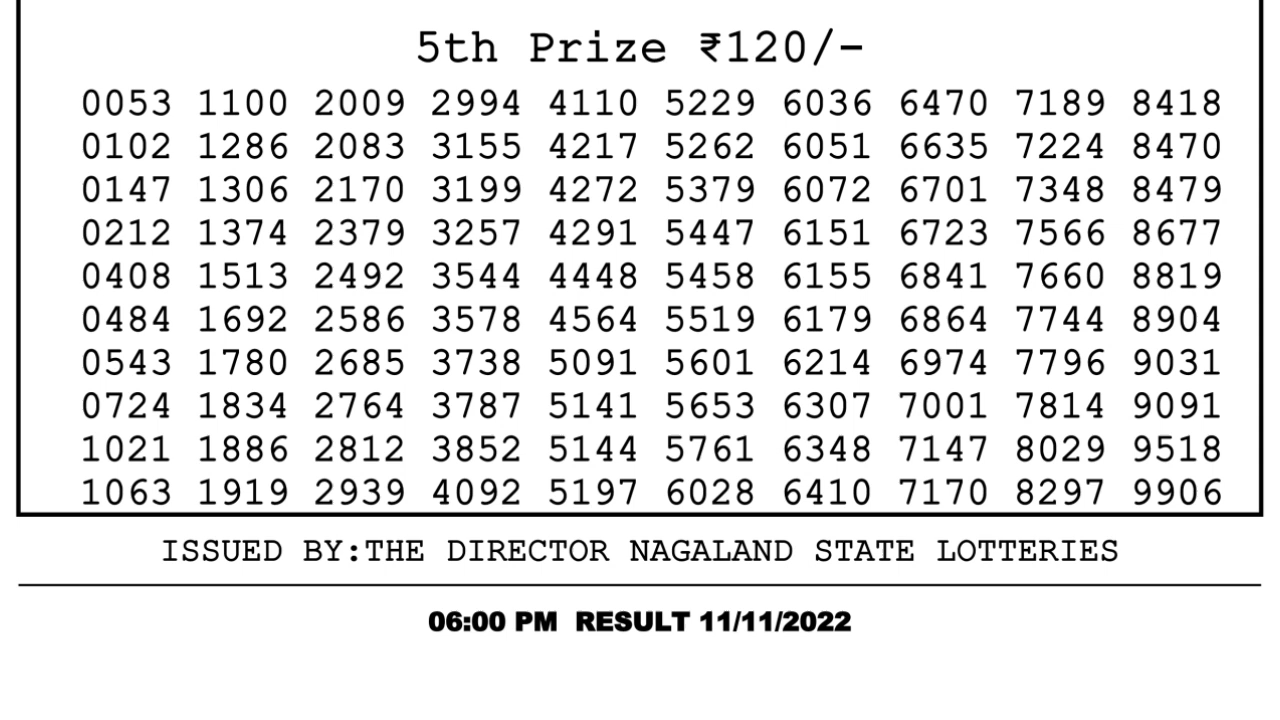 5th Prize ₹120/-
0053 1100 2009 2994 4110 5229 6036 6470 7189 8418
0102 1286 2083 3155 4217 5262 6051 6635 7224 8470
0147 1306 2170 3199 4272 5379 6072 6701 7348 8479
0212 1374 2379 3257 4291 5447 6151 6723 7566 8677
0408 1513 2492 3544 4448 5458 6155 6841 7660 8819
0484 1692 2586 3578 4564 5519 6179 6864 7744 8904
0543 1780 2685 3738 5091 5601 6214 6974 7796 9031
0724 1834 2764 3787 5141 5653 6307 7001 7814 9091
1021 1886 2812 3852 5144 5761 6348 7147 8029 9518
1063 1919 2939 4092 5197 6028 6410 7170 8297 9906
ISSUED BY:THE DIRECTOR NAGALAND STATE LOTTERIES
06:00 PM RESULT 11/11/2022